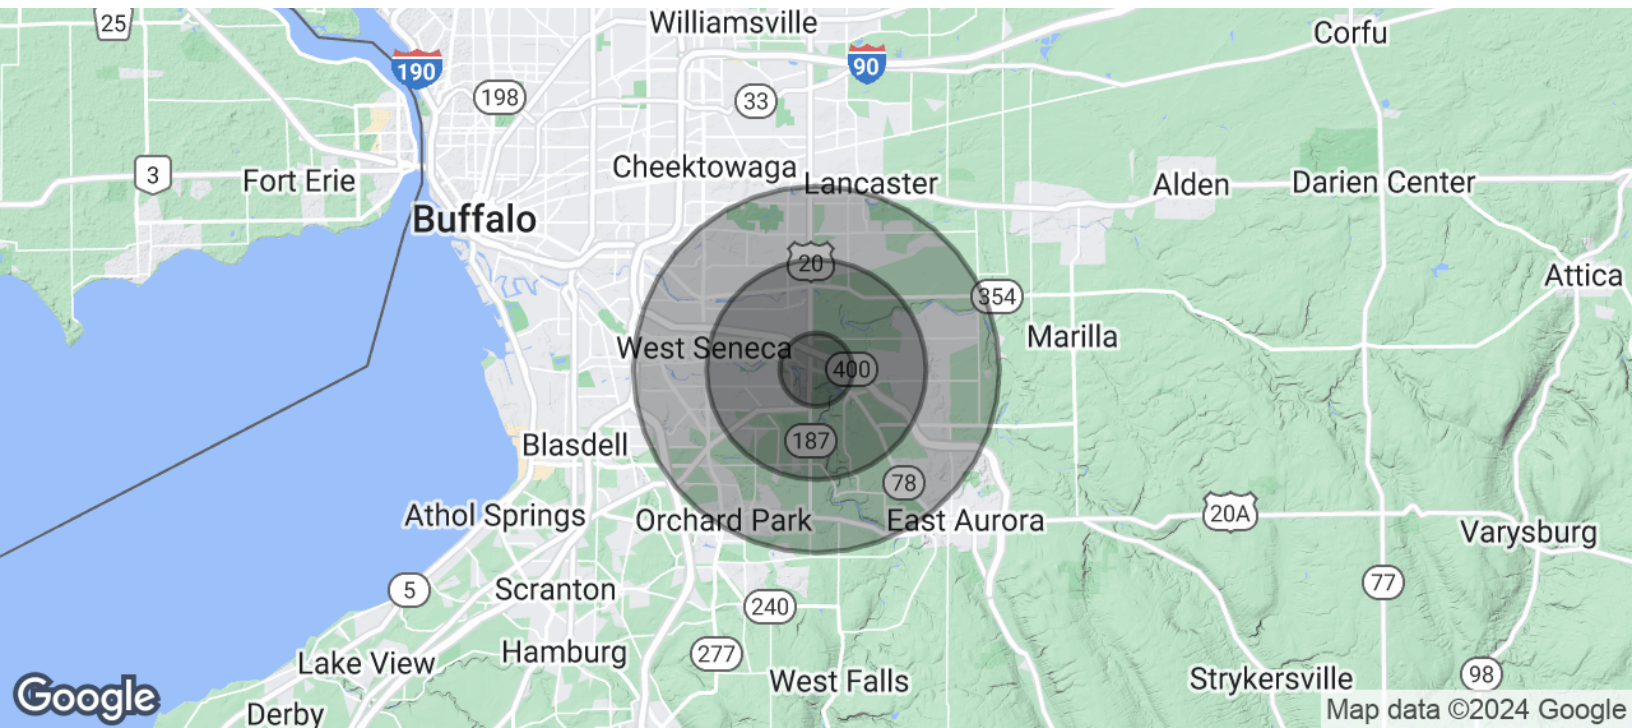 25
Williamsville
Corfu
190
90
198
33
Cheektowaga
3
Fort Erie
Lancaster
Alden
Darien Center
Buffalo
20
Attica
354
Marilla
West Seneca
400
187
Blasdell
78
Athol Springs
Orchard Park
East Aurora
20A
Varysburg
5
Scranton
240
77
Hamburg
277
Lake View
West Falls
Strykersville
98
Google
Derby
Map data ©2024 Google